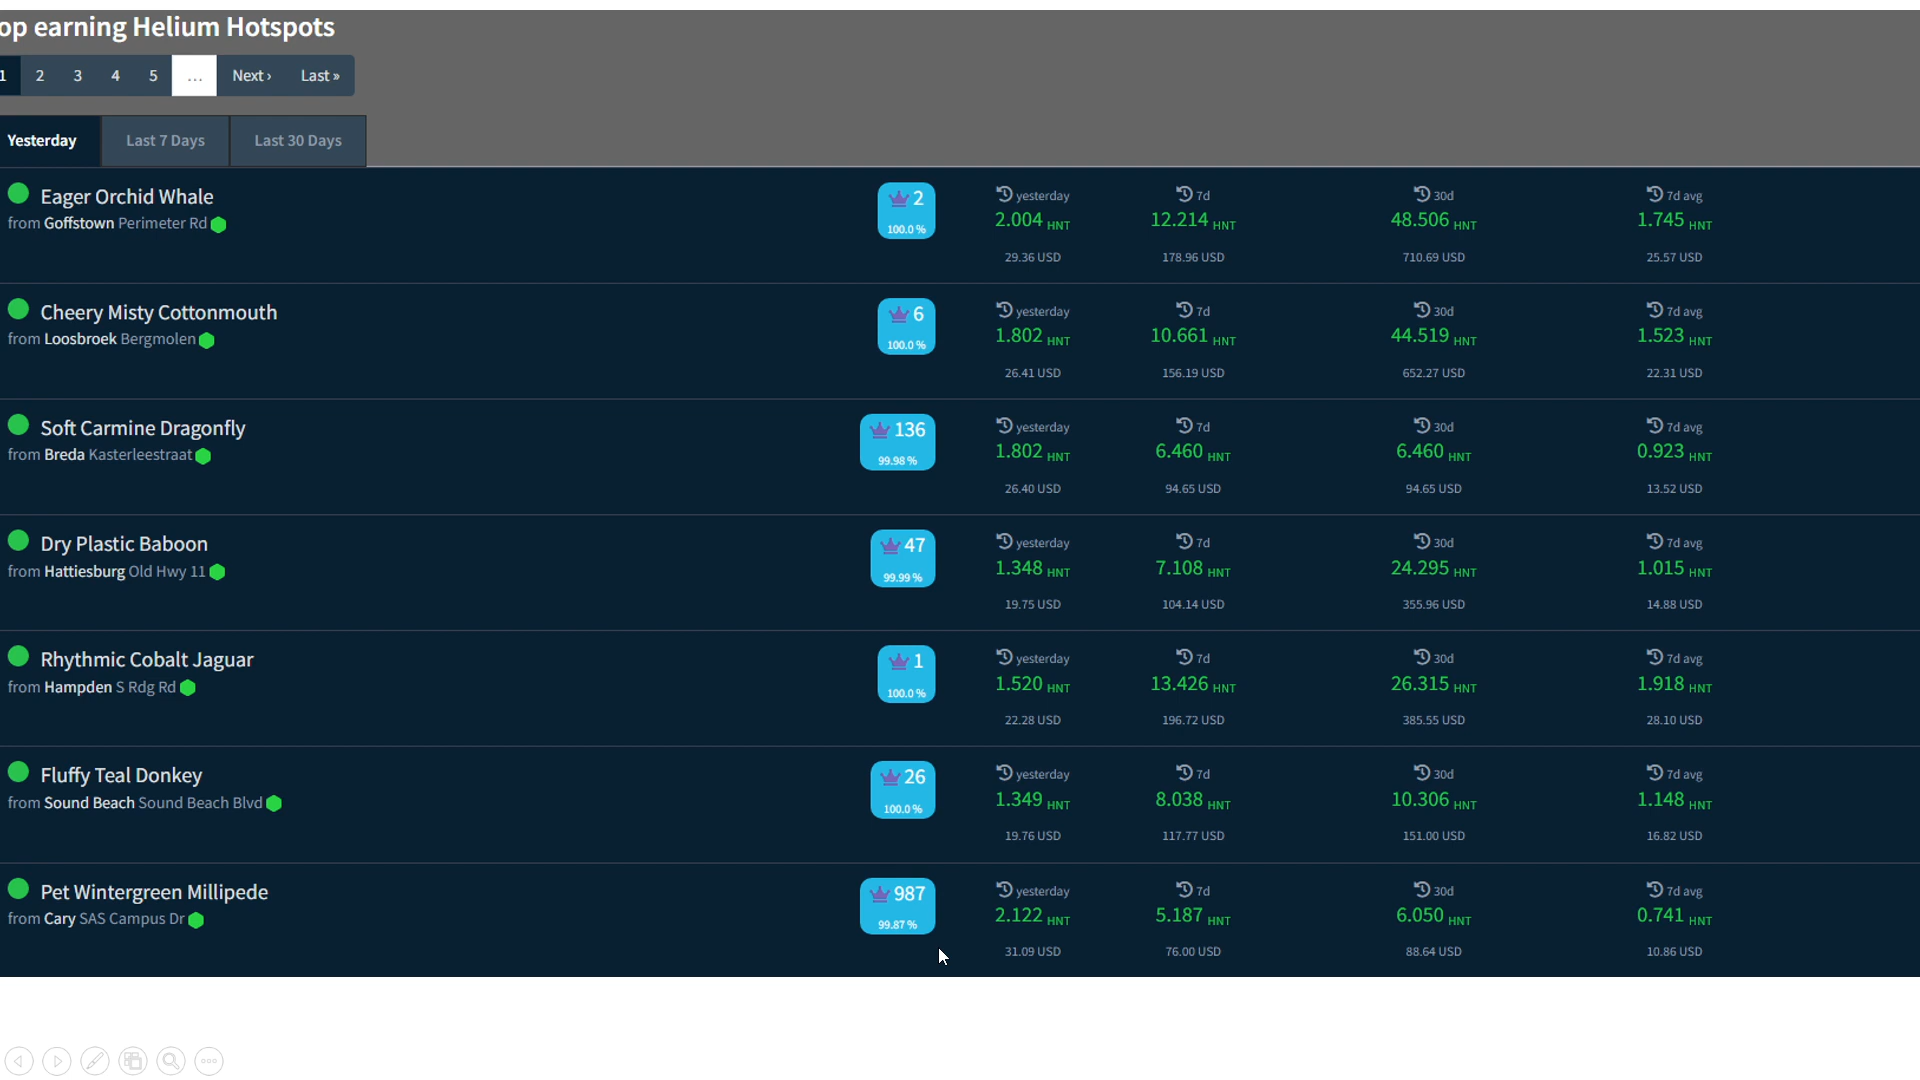 op earning Helium Hotspots
1 2 3 4 5 ... Next › Last »
Yesterday Last 7 Days Last 30 Days
Eager Orchid Whale 2 yesterday 7d 30d 7d avg
from Goffstown Perimeter Rd 100.0 % 2.004 HNT 12.214 HNT 48.506 HNT 1.745 HNT
29.36 USD 178.96 USD 710.69 USD 25.57 USD
Cheery Misty Cottonmouth 6 yesterday 7d 30d 7d avg
from Loosbroek Bergmolen 100.0 % 1.802 HNT 10.661 HNT 44.519 HNT 1.523 HNT
26.41 USD 156.19 USD 652.27 USD 22.31 USD
Soft Carmine Dragonfly 136 yesterday 7d 30d 7d avg
from Breda Kasterleestraat 99.98 % 1.802 HNT 6.460 HNT 6.460 HNT 0.923 HNT
26.40 USD 94.65 USD 94.65 USD 13.52 USD
Dry Plastic Baboon 47 yesterday 7d 30d 7d avg
from Hattiesburg Old Hwy 11 99.99 % 1.348 HNT 7.108 HNT 24.295 HNT 1.015 HNT
19.75 USD 104.14 USD 355.96 USD 14.88 USD
Rhythmic Cobalt Jaguar 1 yesterday 7d 30d 7d avg
from Hampden S Rdg Rd 100.0 % 1.520 HNT 13.426 HNT 26.315 HNT 1.918 HNT
22.28 USD 196.72 USD 385.55 USD 28.10 USD
Fluffy Teal Donkey 26 yesterday 7d 30d 7d avg
from Sound Beach Sound Beach Blvd 100.0 % 1.349 HNT 8.038 HNT 10.306 HNT 1.148 HNT
19.76 USD 117.77 USD 151.00 USD 16.82 USD
Pet Wintergreen Millipede 987 yesterday 7d 30d 7d avg
from Cary SAS Campus Dr 99.87 % 2.122 HNT 5.187 HNT 6.050 HNT 0.741 HNT
31.09 USD 76.00 USD 88.64 USD 10.86 USD